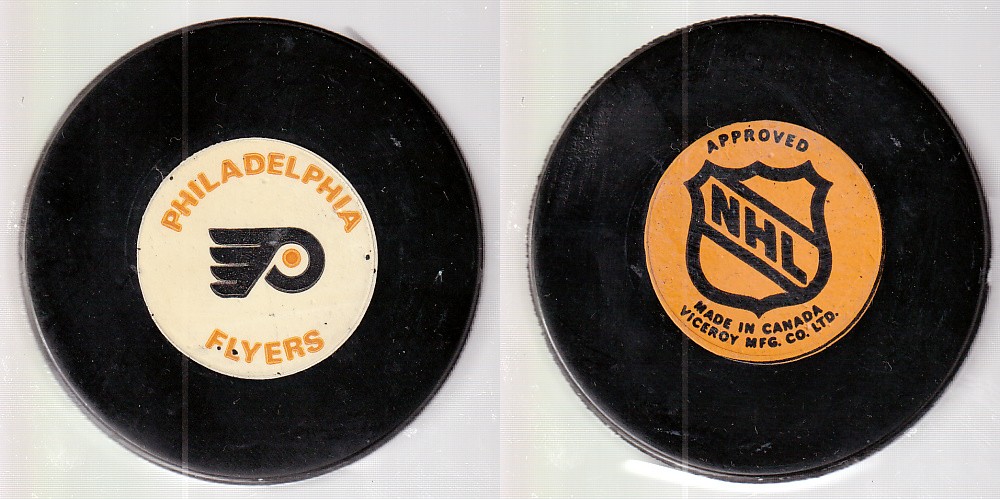 PHILADELPHIA
FLYERS
APPROVED
NHL
MADE IN CANADA
VICEROY MFG. CO. LTD.